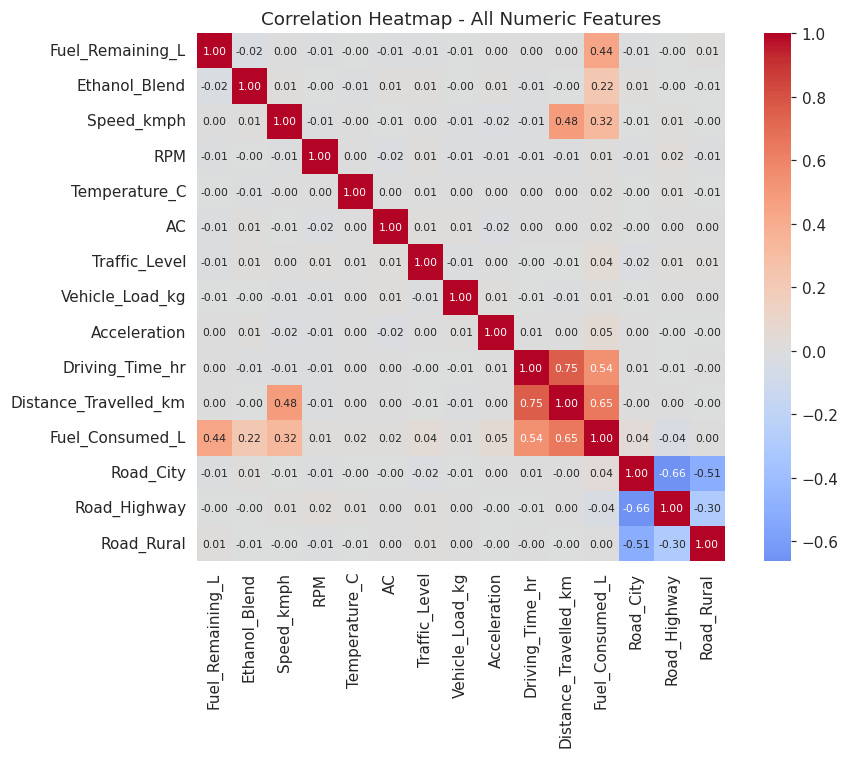 Correlation Heatmap - All Numeric Features
Fuel_Remaining_L 1.00 -0.02 0.00 -0.01 -0.00 -0.01 -0.01 -0.01 0.00 0.00 0.00 0.44 -0.01 -0.00 0.01
Ethanol_Blend -0.02 1.00 0.01 -0.00 -0.01 0.01 0.01 -0.00 0.01 -0.01 -0.00 0.22 0.01 -0.00 -0.01
Speed_kmph 0.00 0.01 1.00 -0.01 -0.00 -0.01 0.00 -0.01 -0.02 -0.01 0.48 0.32 -0.01 0.01 -0.00
RPM -0.01 -0.00 -0.01 1.00 0.00 -0.02 0.01 -0.01 -0.01 -0.01 -0.01 0.01 -0.01 0.02 -0.01
Temperature_C -0.00 -0.01 -0.00 0.00 1.00 0.00 0.01 0.00 0.00 0.00 0.00 0.02 -0.00 0.01 -0.01
AC -0.01 0.01 -0.01 -0.02 0.00 1.00 0.01 0.01 -0.02 0.00 0.00 0.02 -0.00 0.00 0.00
Traffic_Level -0.01 0.01 0.00 0.01 0.01 0.01 1.00 -0.01 0.00 -0.00 -0.01 0.04 -0.02 0.01 0.01
Vehicle_Load_kg -0.01 -0.00 -0.01 -0.01 0.00 0.01 -0.01 1.00 0.01 -0.01 -0.01 0.01 -0.01 0.00 0.00
Acceleration 0.00 0.01 -0.02 -0.01 0.00 -0.02 0.00 0.01 1.00 0.01 0.00 0.05 0.00 -0.00 -0.00
Driving_Time_hr 0.00 -0.01 -0.01 -0.01 0.00 0.00 -0.00 -0.01 0.01 1.00 0.75 0.54 0.01 -0.01 -0.00
Distance_Travelled_km 0.00 -0.00 0.48 -0.01 0.00 0.00 -0.01 -0.01 0.00 0.75 1.00 0.65 -0.00 0.00 -0.00
Fuel_Consumed_L 0.44 0.22 0.32 0.01 0.02 0.02 0.04 0.01 0.05 0.54 0.65 1.00 0.04 -0.04 0.00
Road_City -0.01 0.01 -0.01 -0.01 -0.00 -0.00 -0.02 -0.01 0.00 0.01 -0.00 0.04 1.00 -0.66 -0.51
Road_Highway -0.00 -0.00 0.01 0.02 0.01 0.00 0.01 0.00 -0.00 -0.01 0.00 -0.04 -0.66 1.00 -0.30
Road_Rural 0.01 -0.01 -0.00 -0.01 -0.01 0.00 0.01 0.00 -0.00 -0.00 -0.00 0.00 -0.51 -0.30 1.00
Fuel_Remaining_L
Ethanol_Blend
Speed_kmph
RPM
Temperature_C
AC
Traffic_Level
Vehicle_Load_kg
Acceleration
Driving_Time_hr
Distance_Travelled_km
Fuel_Consumed_L
Road_City
Road_Highway
Road_Rural
1.0
0.8
0.6
0.4
0.2
0.0
−0.2
−0.4
−0.6